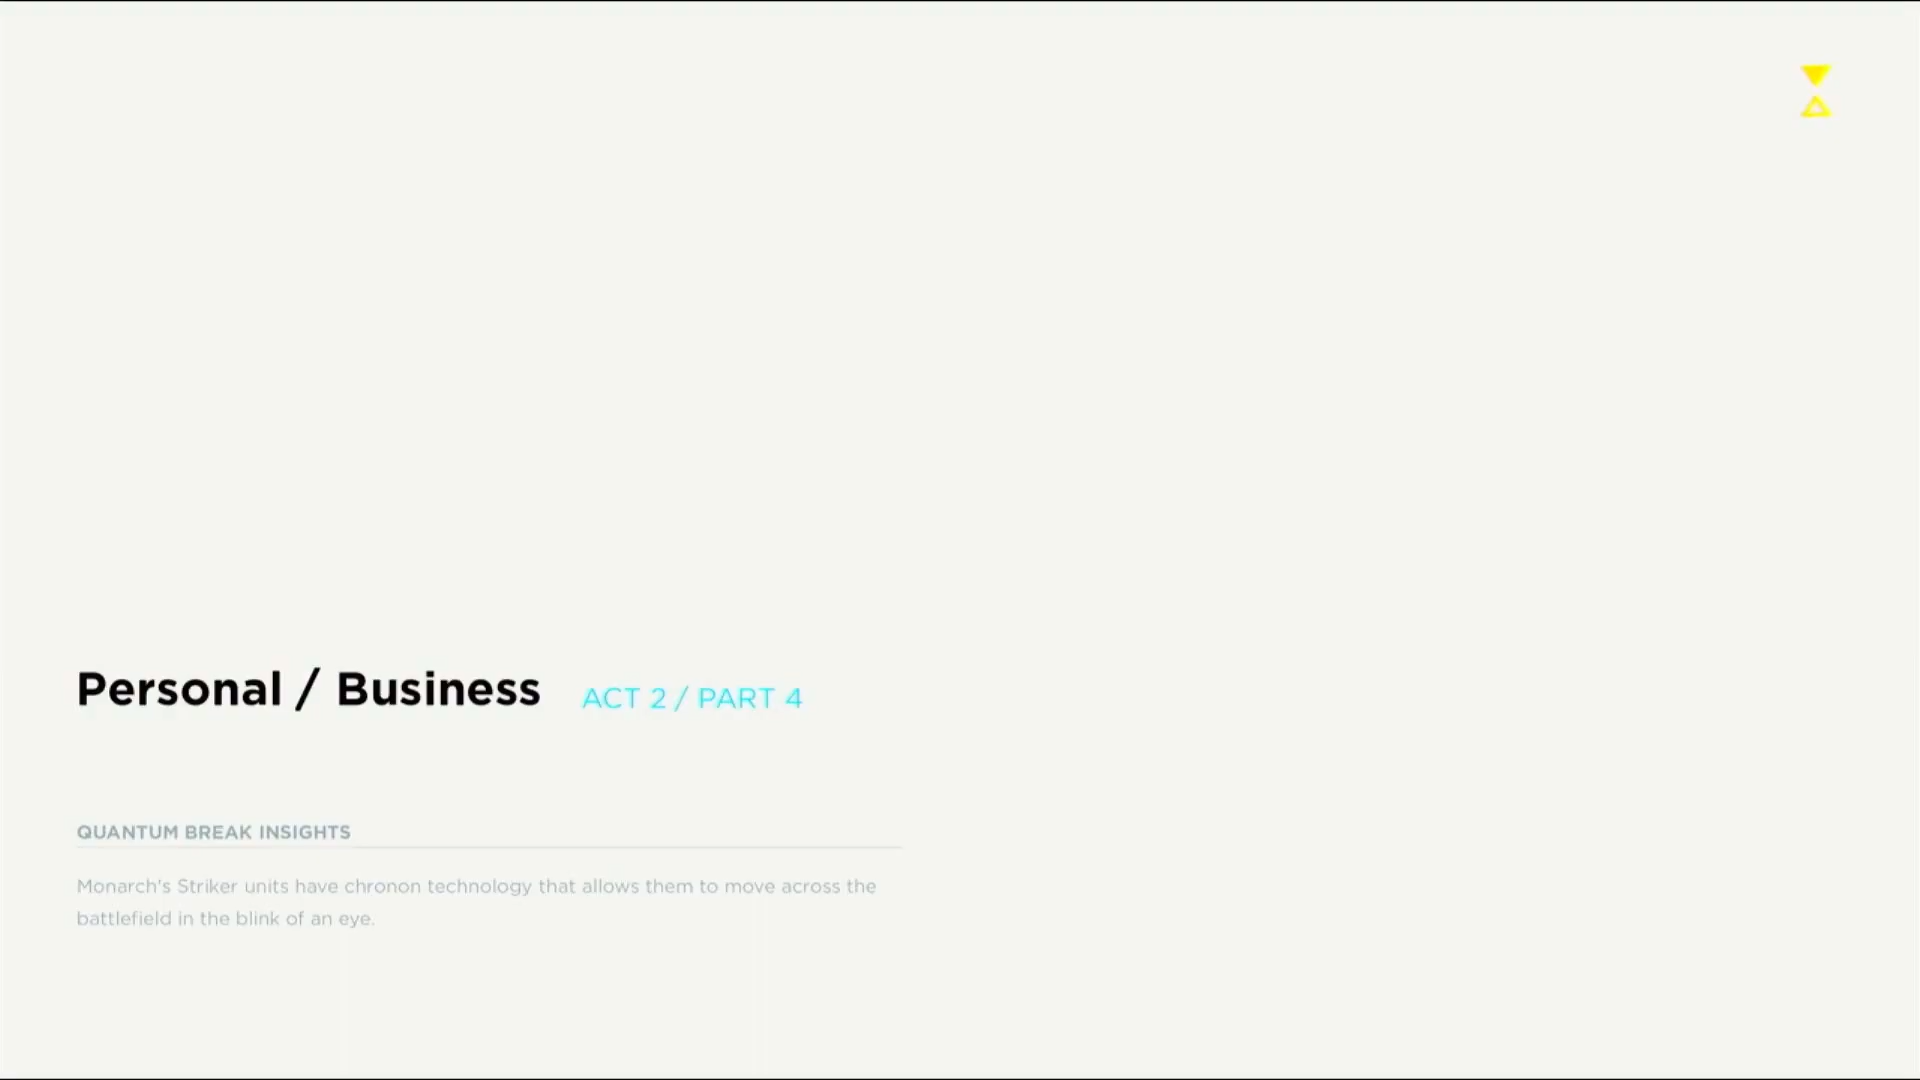 Personal / Business ACT 2 / PART 4
QUANTUM BREAK INSIGHTS
Monarch's Striker units have chronon technology that allows them to move across the
battlefield in the blink of an eye.